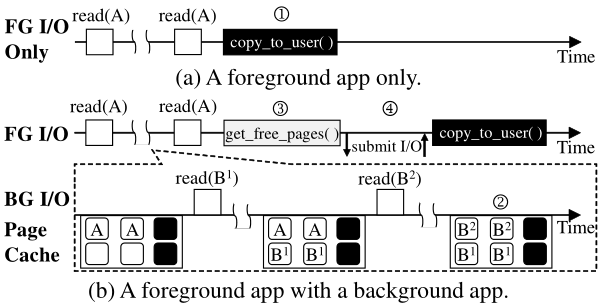 FG I/O Only
read(A)
read(A)
①
copy_to_user( )
Time
(a) A foreground app only.
FG I/O
read(A)
read(A)
③
get_free_pages( )
④
submit I/O
copy_to_user( )
Time
BG I/O
read(B¹)
read(B²)
②
Time
Page Cache
A A
A A
B¹ B¹
B² B²
B¹ B¹
(b) A foreground app with a background app.